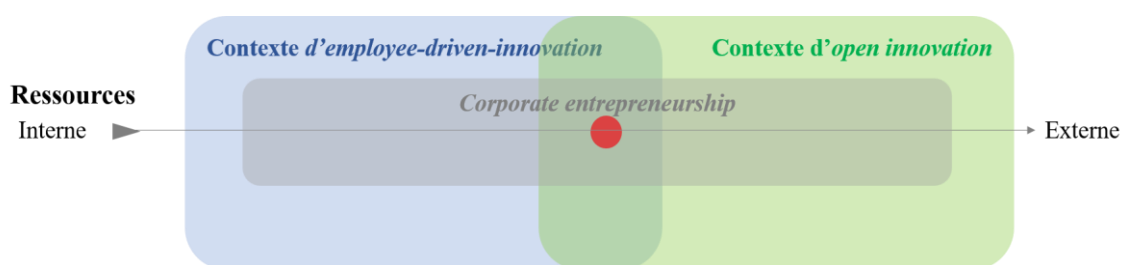 Contexte d’employee-driven-innovation
Contexte d’open innovation
Ressources
Corporate entrepreneurship
Interne
Externe